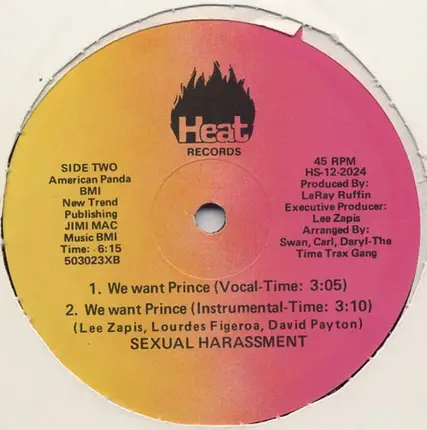 Heat
RECORDS
SIDE TWO
American Panda
BMI
New Trend
Publishing
JIMI MAC
Music BMI
Time: 6:15
503023XB
45 RPM
HS-12-2024
Produced By:
LaRay Ruffin
Executive Producer:
Lee Zapis
Arranged By:
Swan, Carl, Daryl-The
Time Trax Gang
1. We want Prince (Vocal-Time: 3:05)
2. We want Prince (Instrumental-Time: 3:10)
(Lee Zapis, Lourdes Figeroa, David Payton)
SEXUAL HARASSMENT